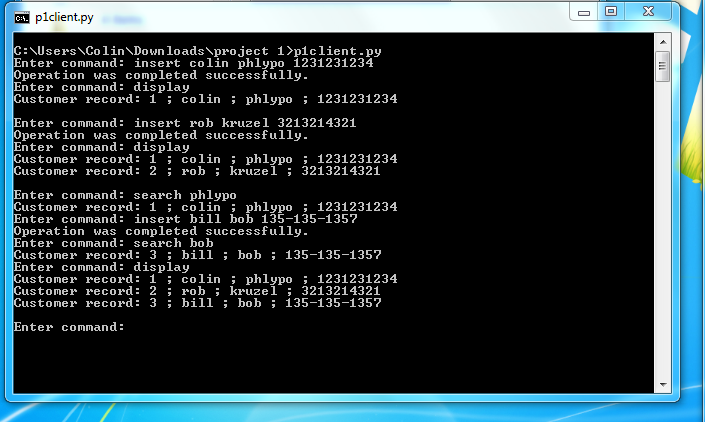 p1client.py
C:\Users\Colin\Downloads\project 1>p1client.py
Enter command: insert colin phlypo 1231231234
Operation was completed successfully.
Enter command: display
Customer record: 1 ; colin ; phlypo ; 1231231234
Enter command: insert rob kruzel 3213214321
Operation was completed successfully.
Enter command: display
Customer record: 1 ; colin ; phlypo ; 1231231234
Customer record: 2 ; rob ; kruzel ; 3213214321
Enter command: search phlypo
Customer record: 1 ; colin ; phlypo ; 1231231234
Enter command: insert bill bob 135-135-1357
Operation was completed successfully.
Enter command: search bob
Customer record: 3 ; bill ; bob ; 135-135-1357
Enter command: display
Customer record: 1 ; colin ; phlypo ; 1231231234
Customer record: 2 ; rob ; kruzel ; 3213214321
Customer record: 3 ; bill ; bob ; 135-135-1357
Enter command: